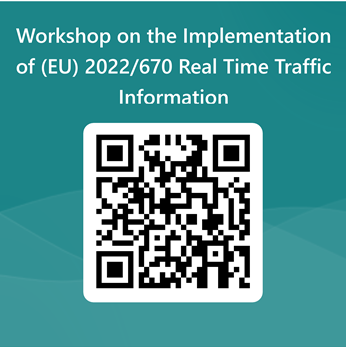 Workshop on the Implementation
of (EU) 2022/670 Real Time Traffic
Information